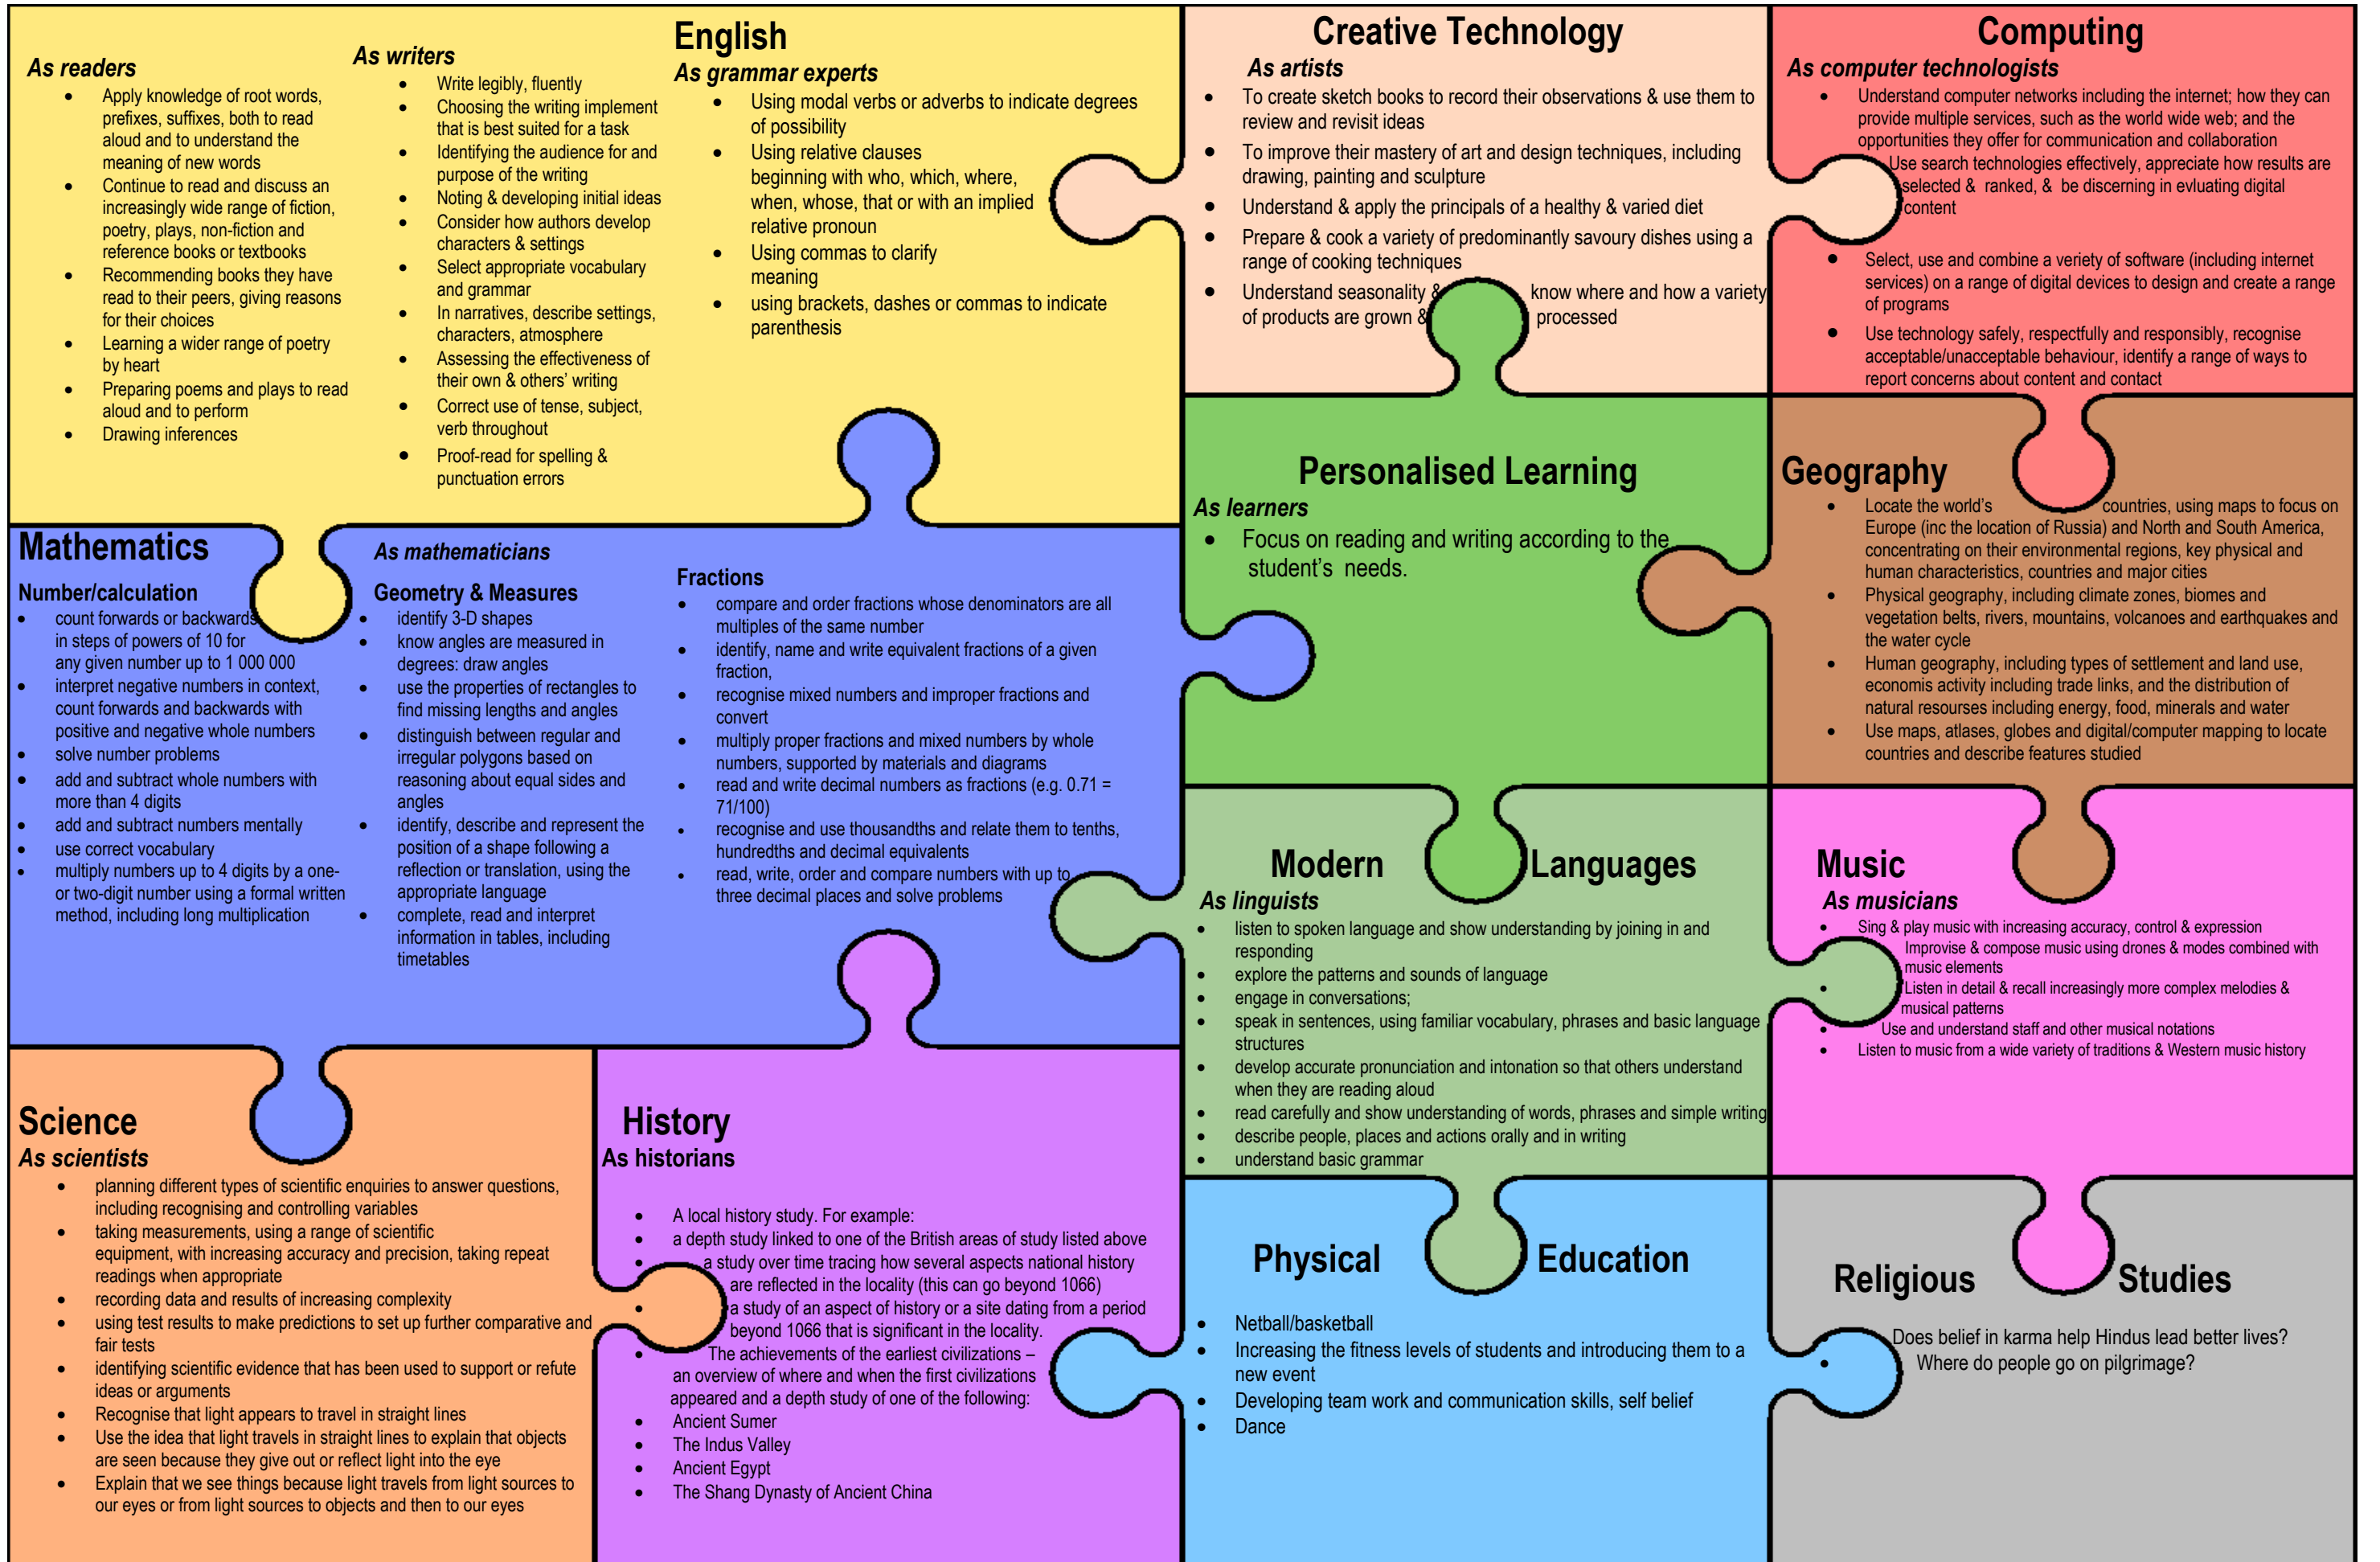 English
As readers
Apply knowledge of root words,
prefixes, suffixes, both to read
aloud and to understand the
meaning of new words
Continue to read and discuss an
increasingly wide range of fiction,
poetry, plays, non-fiction and
reference books or textbooks
Recommending books they have
read to their peers, giving reasons
for their choices
Learning a wider range of poetry
by heart
Preparing poems and plays to read
aloud and to perform
Drawing inferences
As writers
Write legibly, fluently
Choosing the writing implement
that is best suited for a task
Identifying the audience for and
purpose of the writing
Noting & developing initial ideas
Consider how authors develop
characters & settings
Select appropriate vocabulary
and grammar
In narratives, describe settings,
characters, atmosphere
Assessing the effectiveness of
their own & others' writing
Correct use of tense, subject,
verb throughout
Proof-read for spelling &
punctuation errors
As grammar experts
Using modal verbs or adverbs to indicate degrees
of possibility
Using relative clauses
beginning with who, which, where,
when, whose, that or with an implied
relative pronoun
Using commas to clarify
meaning
using brackets, dashes or commas to indicate
parenthesis
Creative Technology
As artists
To create sketch books to record their observations & use them to
review and revisit ideas
To improve their mastery of art and design techniques, including
drawing, painting and sculpture
Understand & apply the principals of a healthy & varied diet
Prepare & cook a variety of predominantly savoury dishes using a
range of cooking techniques
Understand seasonality & know where and how a variety
of products are grown & processed
Computing
As computer technologists
Understand computer networks including the internet; how they can
provide multiple services, such as the world wide web; and the
opportunities they offer for communication and collaboration
Use search technologies effectively, appreciate how results are
selected & ranked, & be discerning in evluating digital
content
Select, use and combine a veriety of software (including internet
services) on a range of digital devices to design and create a range
of programs
Use technology safely, respectfully and responsibly, recognise
acceptable/unacceptable behaviour, identify a range of ways to
report concerns about content and contact
Mathematics
As mathematicians
Number/calculation
count forwards or backwards
in steps of powers of 10 for
any given number up to 1 000 000
interpret negative numbers in context,
count forwards and backwards with
positive and negative whole numbers
solve number problems
add and subtract whole numbers with
more than 4 digits
add and subtract numbers mentally
use correct vocabulary
multiply numbers up to 4 digits by a one-
or two-digit number using a formal written
method, including long multiplication
Geometry & Measures
identify 3-D shapes
know angles are measured in
degrees: draw angles
use the properties of rectangles to
find missing lengths and angles
distinguish between regular and
irregular polygons based on
reasoning about equal sides and
angles
identify, describe and represent the
position of a shape following a
reflection or translation, using the
appropriate language
complete, read and interpret
information in tables, including
timetables
Fractions
compare and order fractions whose denominators are all
multiples of the same number
identify, name and write equivalent fractions of a given
fraction,
recognise mixed numbers and improper fractions and
convert
multiply proper fractions and mixed numbers by whole
numbers, supported by materials and diagrams
read and write decimal numbers as fractions (e.g. 0.71 =
71/100)
recognise and use thousandths and relate them to tenths,
hundredths and decimal equivalents
read, write, order and compare numbers with up to
three decimal places and solve problems
Personalised Learning
As learners
Focus on reading and writing according to the
student's needs.
Geography
Locate the world's countries, using maps to focus on
Europe (inc the location of Russia) and North and South America,
concentrating on their environmental regions, key physical and
human characteristics, countries and major cities
Physical geography, including climate zones, biomes and
vegetation belts, rivers, mountains, volcanoes and earthquakes and
the water cycle
Human geography, including types of settlement and land use,
economis activity including trade links, and the distribution of
natural resourses including energy, food, minerals and water
Use maps, atlases, globes and digital/computer mapping to locate
countries and describe features studied
Modern Languages
As linguists
listen to spoken language and show understanding by joining in and
responding
explore the patterns and sounds of language
engage in conversations;
speak in sentences, using familiar vocabulary, phrases and basic language
structures
develop accurate pronunciation and intonation so that others understand
when they are reading aloud
read carefully and show understanding of words, phrases and simple writing
describe people, places and actions orally and in writing
understand basic grammar
Music
As musicians
Sing & play music with increasing accuracy, control & expression
Improvise & compose music using drones & modes combined with
music elements
Listen in detail & recall increasingly more complex melodies &
musical patterns
Use and understand staff and other musical notations
Listen to music from a wide variety of traditions & Western music history
Science
As scientists
planning different types of scientific enquiries to answer questions,
including recognising and controlling variables
taking measurements, using a range of scientific
equipment, with increasing accuracy and precision, taking repeat
readings when appropriate
recording data and results of increasing complexity
using test results to make predictions to set up further comparative and
fair tests
identifying scientific evidence that has been used to support or refute
ideas or arguments
Recognise that light appears to travel in straight lines
Use the idea that light travels in straight lines to explain that objects
are seen because they give out or reflect light into the eye
Explain that we see things because light travels from light sources to
our eyes or from light sources to objects and then to our eyes
History
As historians
A local history study. For example:
a depth study linked to one of the British areas of study listed above
a study over time tracing how several aspects national history
are reflected in the locality (this can go beyond 1066)
a study of an aspect of history or a site dating from a period
beyond 1066 that is significant in the locality.
The achievements of the earliest civilizations –
an overview of where and when the first civilizations
appeared and a depth study of one of the following:
Ancient Sumer
The Indus Valley
Ancient Egypt
The Shang Dynasty of Ancient China
Physical Education
Netball/basketball
Increasing the fitness levels of students and introducing them to a
new event
Developing team work and communication skills, self belief
Dance
Religious Studies
Does belief in karma help Hindus lead better lives?
Where do people go on pilgrimage?